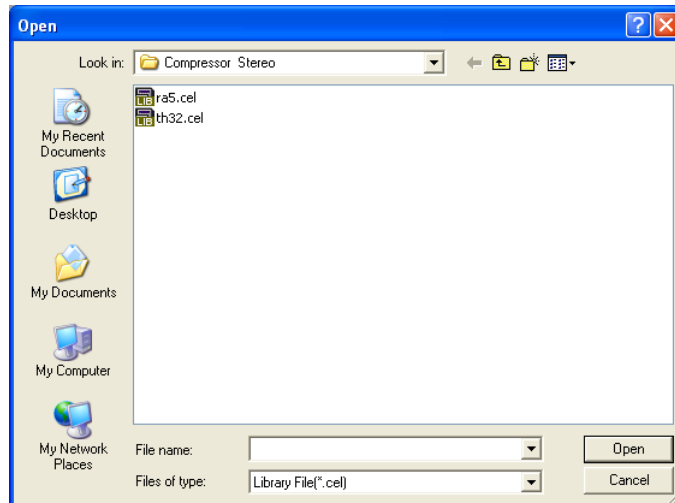 Open
Look in:
Compressor Stereo
ra5.cel
th32.cel
My Recent
Documents
Desktop
My Documents
My Computer
My Network
Places
File name:
Open
Files of type:
Library File(*.cel)
Cancel